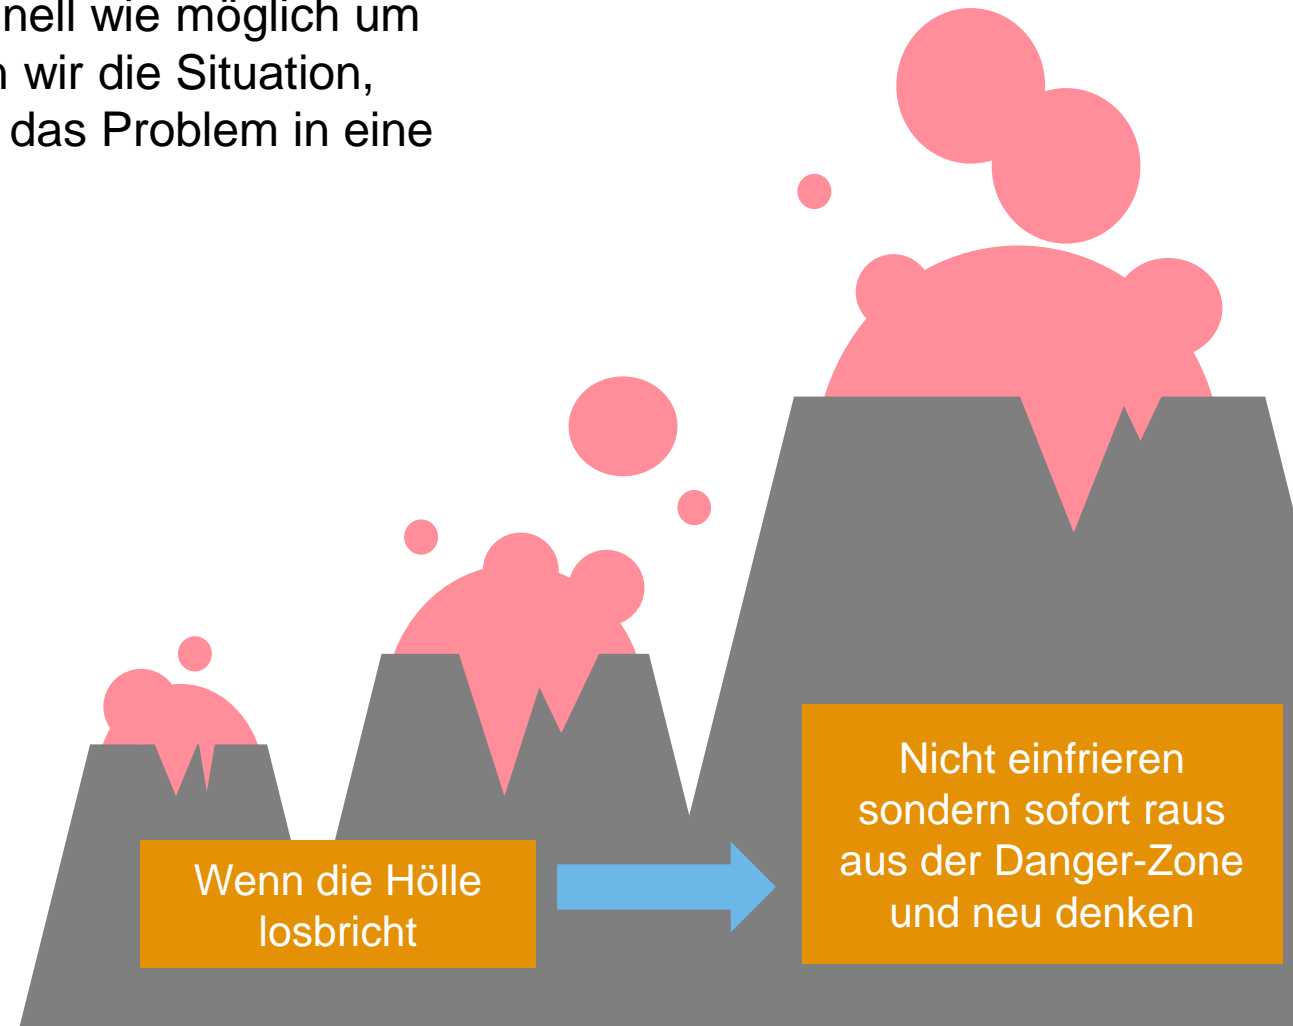 nell wie möglich um
wir die Situation,
das Problem in eine
Wenn die Hölle
losbricht
Nicht einfrieren
sondern sofort raus
aus der Danger-Zone
und neu denken